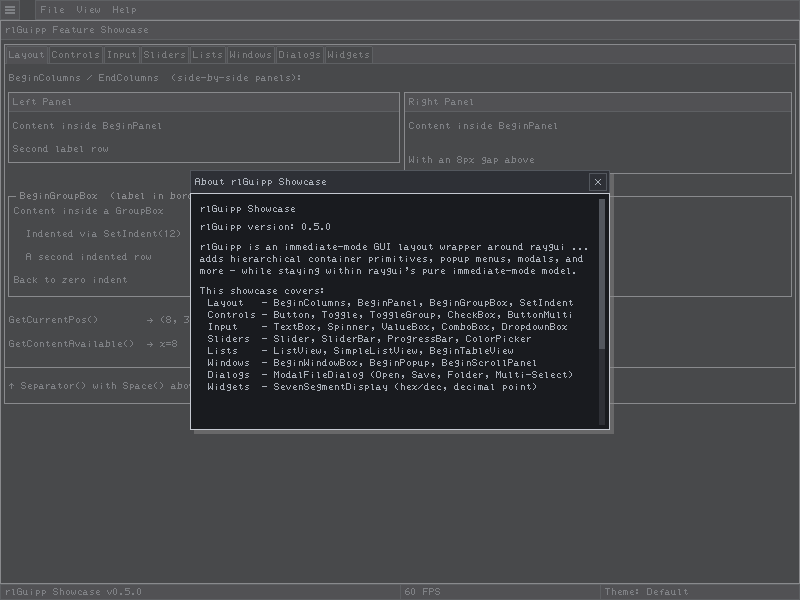 File View Help
rlGuipp Feature Showcase
Layout Controls Input Sliders Lists Windows Dialogs Widgets
BeginColumns / EndColumns (side-by-side panels):
Left Panel
Content inside BeginPanel
Second label row
Right Panel
Content inside BeginPanel
With an 8px gap above
BeginGroupBox (label in bor
Content inside a GroupBox
Indented via SetIndent(12)
A second indented row
Back to zero indent
GetCurrentPos() → (8, 3
GetContentAvailable() → x=8
↑ Separator() with Space() abo
About rlGuipp Showcase
rlGuipp Showcase
rlGuipp version: 0.5.0
rlGuipp is an immediate-mode GUI layout wrapper around raygui ...
adds hierarchical container primitives, popup menus, modals, and
more - while staying within raygui's pure immediate-mode model.
This showcase covers:
Layout - BeginColumns, BeginPanel, BeginGroupBox, SetIndent
Controls - Button, Toggle, ToggleGroup, CheckBox, ButtonMulti
Input - TextBox, Spinner, ValueBox, ComboBox, DropdownBox
Sliders - Slider, SliderBar, ProgressBar, ColorPicker
Lists - ListView, SimpleListView, BeginTableView
Windows - BeginWindowBox, BeginPopup, BeginScrollPanel
Dialogs - ModalFileDialog (Open, Save, Folder, Multi-Select)
Widgets - SevenSegmentDisplay (hex/dec, decimal point)
rlGuipp Showcase v0.5.0
60 FPS
Theme: Default